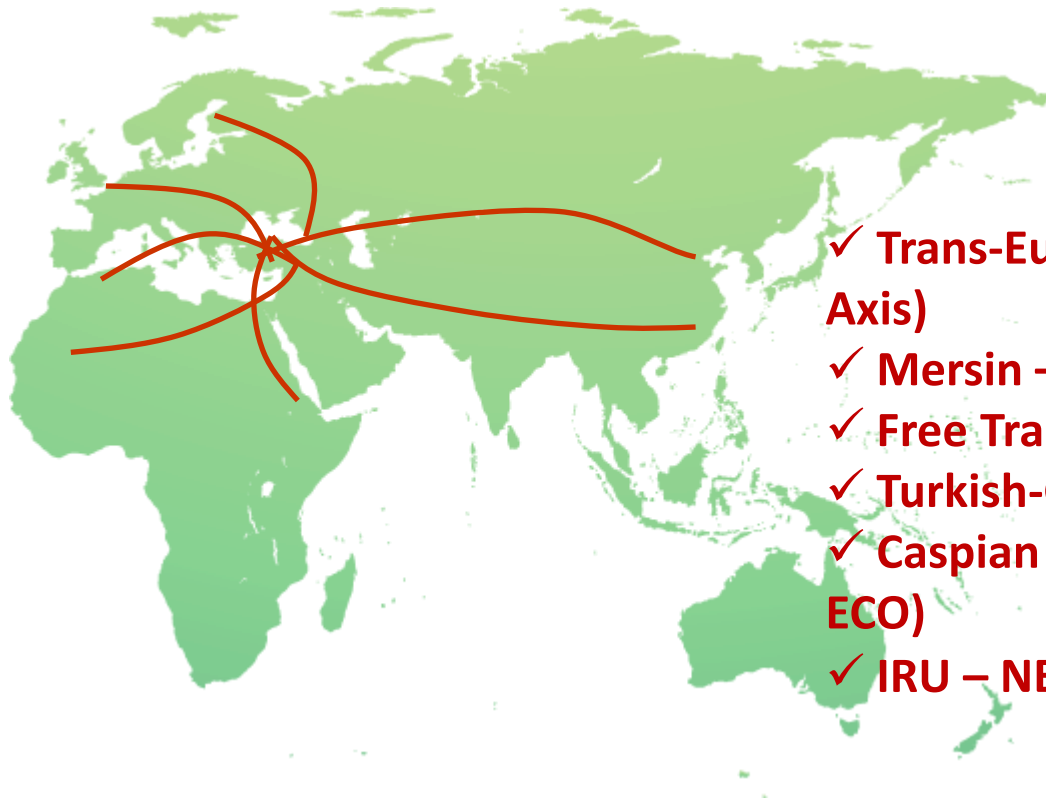 ✓ Trans-Eu
Axis)
✓ Mersin -
✓ Free Tra
✓ Turkish-
✓ Caspian
ECO)
✓ IRU – NE